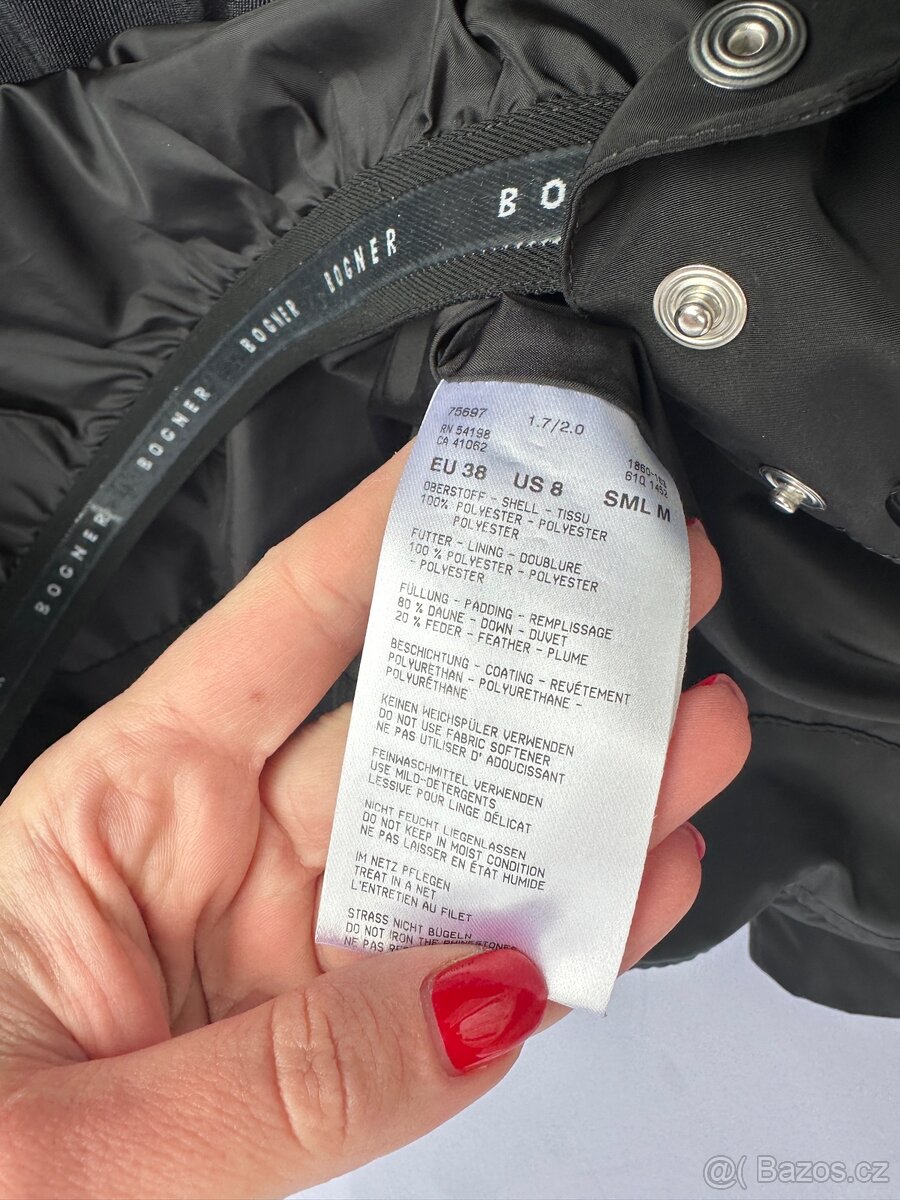 BO
BOGNER
BOGNER
BOGNER
BOGNER
75697 1.7/2.0
RN 54198
CA 41062
61Q 1452
EU 38 US 8 SML M
OBERSTOFF - SHELL - TISSU
100% POLYESTER - POLYESTER
POLYESTER
FUTTER - LINING - DOUBLURE
100 % POLYESTER - POLYESTER
- POLYESTER
FÜLLUNG - PADDING - REMPLISSAGE
80 % DAUNE - DOWN - DUVET
20 % FEDER - FEATHER - PLUME
BESCHICHTUNG - COATING - REVÉTEMENT
POLYURETHAN - POLYURETHANE -
POLYURÉTHANE
KEINEN WEICHSPÜLER VERWENDEN
DO NOT USE FABRIC SOFTENER
NE PAS UTILISER D'ADOUCISSANT
FEINWASCHMITTEL VERWENDEN
USE MILD-DETERGENTS
LESSIVE POUR LINGE DÉLICAT
NICHT FEUCHT LIEGENLASSEN
DO NOT KEEP IN MOIST CONDITION
NE PAS LAISSER EN ÉTAT HUMIDE
IM NETZ PFLEGEN
TREAT IN A NET
L'ENTRETIEN AU FILET
STRASS NICHT BÜGELN
DO NOT IRON THE RHINESTONES
NE PAS
@( Bazos.cz